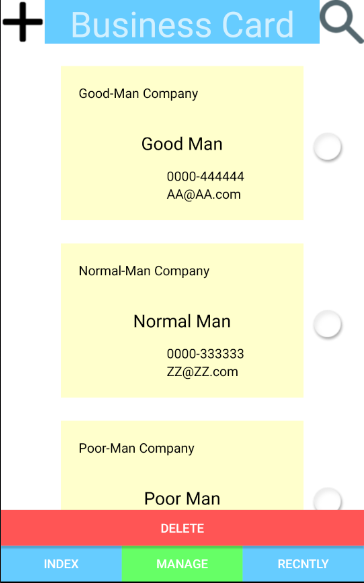 Business Card
Good-Man Company
Good Man
0000-444444
AA@AA.com
Normal-Man Company
Normal Man
0000-333333
ZZ@ZZ.com
Poor-Man Company
Poor Man
DELETE
INDEX
MANAGE
RECNTLY